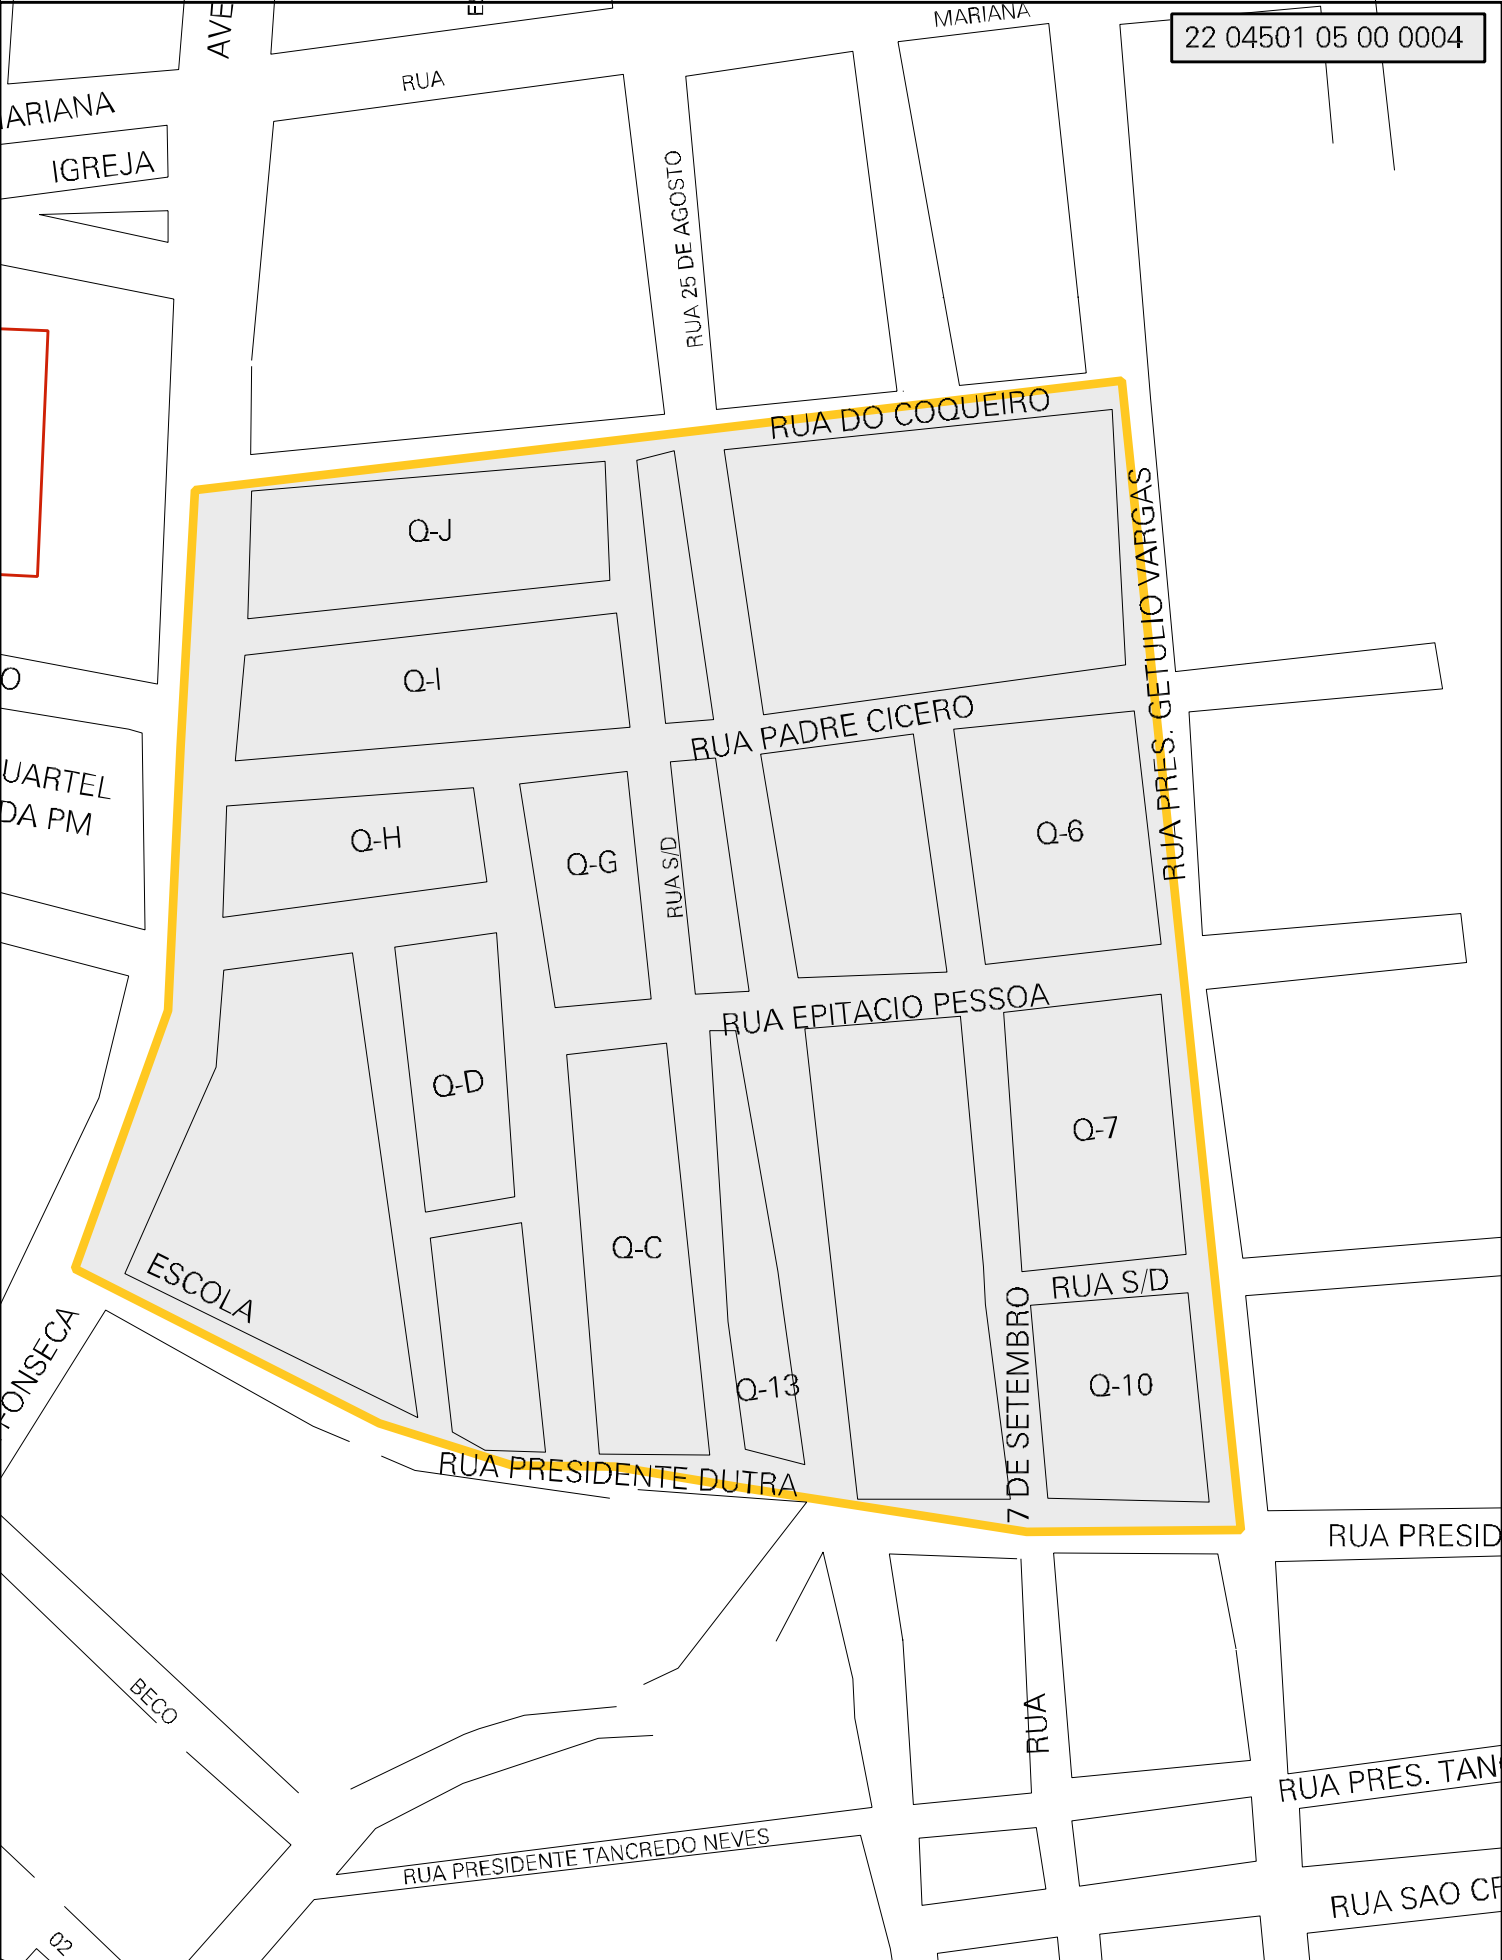 MARIANA
22 04501 05 00 0004
AVE
RUA
ARIANA
IGREJA
RUA 25 DE AGOSTO
RUA DO COQUEIRO
RUA PRES. GETULIO VARGAS
Q-J
Q-I
O
RUA PADRE CICERO
UARTEL
DA PM
Q-H
Q-G
RUA S/D
Q-6
RUA EPITACIO PESSOA
Q-D
Q-7
Q-C
ESCOLA
RUA S/D
FONSECA
7 DE SETEMBRO
Q-13
Q-10
RUA PRESIDENTE DUTRA
RUA PRESID
BECO
RUA
RUA PRES. TAN
RUA PRESIDENTE TANCREDO NEVES
RUA SAO CR
02